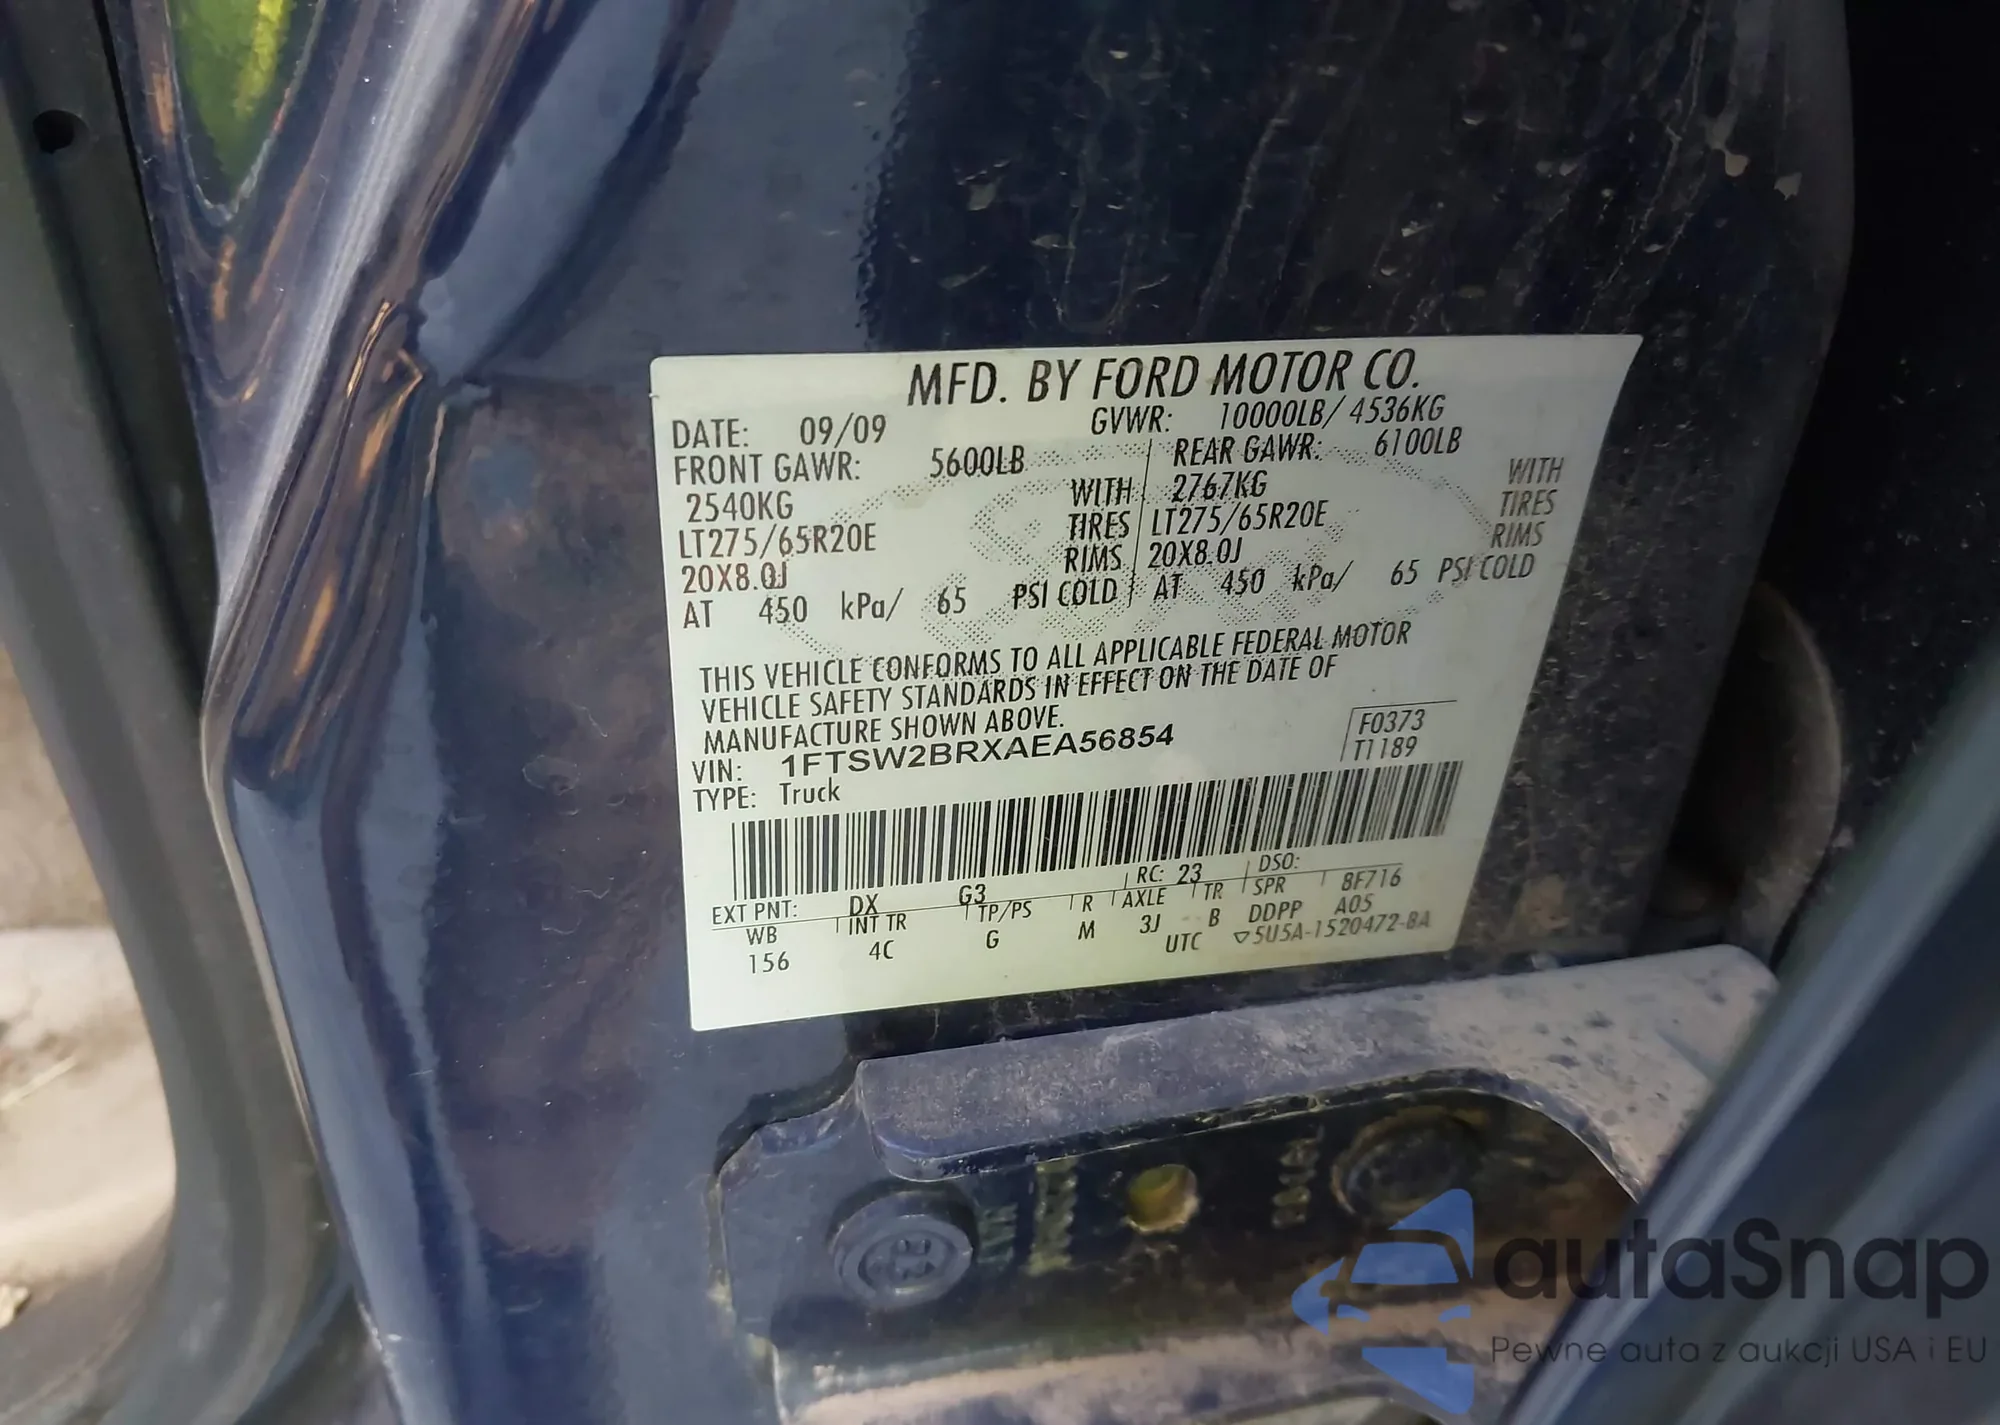 MFD. BY FORD MOTOR CO.
DATE: 09/09 GVWR: 10000LB/ 4536KG
FRONT GAWR: 5600LB REAR GAWR: 6100LB
2540KG WITH 2767KG WITH
LT275/65R20E TIRES LT275/65R20E TIRES
20X8.0J RIMS 20X8.0J RIMS
AT 450 kPa/ 65 PSI COLD AT 450 kPa/ 65 PSI COLD
THIS VEHICLE CONFORMS TO ALL APPLICABLE FEDERAL MOTOR
VEHICLE SAFETY STANDARDS IN EFFECT ON THE DATE OF
MANUFACTURE SHOWN ABOVE.
VIN: 1FTSW2BRXAEA56854 F0373
TYPE: Truck T1189
EXT PNT: DX G3 RC: 23 DSO:
WB INT TR TP/PS R AXLE TR SPR 8F716
156 4C G M 3J B DDPP A05
UTC ▽5U5A-1520472-BA
autaSnap
Pewne auta z aukcji USA i EU